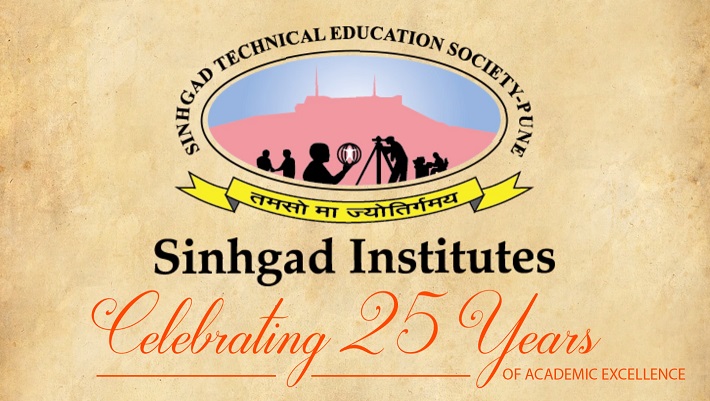 SINHGAD TECHNICAL EDUCATION SOCIETY-PUNE
तमसो मा ज्योतिर्गमय
Sinhgad Institutes
Celebrating 25 Years
OF ACADEMIC EXCELLENCE